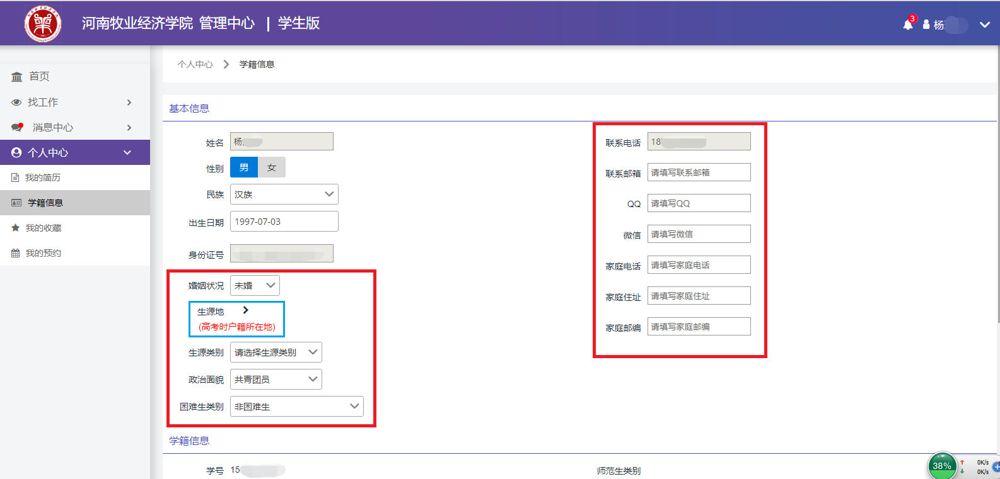 河南牧业经济学院 管理中心 | 学生版
3
杨
首页
找工作
消息中心
个人中心
我的简历
学籍信息
我的收藏
我的预约
个人中心 > 学籍信息
基本信息
姓名 杨
性别 男 女
民族 汉族
出生日期 1997-07-03
身份证号
婚姻状况 未婚
生源地
(高考时户籍所在地)
生源类别 请选择生源类别
政治面貌 共青团员
困难生类别 非困难生
联系电话 18
联系邮箱 请填写联系邮箱
QQ 请填写QQ
微信 请填写微信
家庭电话 请填写家庭电话
家庭住址 请填写家庭住址
家庭邮编 请填写家庭邮编
学籍信息
学号 15
师范生类别
38%
0K/s
0K/s